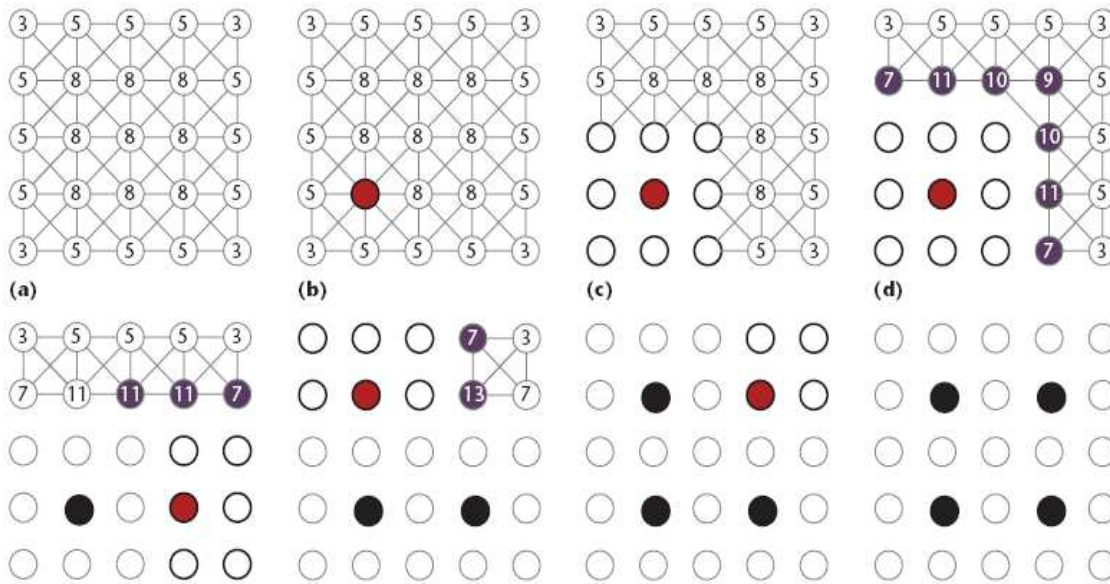 3 5 5 5 3 3 5 5 5 3 3 5 5 5 3 3 5 5 5 3
5 8 8 8 5 5 8 8 8 5 5 8 8 8 5 7 11 10 9 5
5 8 8 8 5 5 8 8 8 5 8 5 10 5
5 8 8 8 5 5 8 8 5 8 5 11 5
3 5 5 5 3 3 5 5 5 3 5 3 7 3
(a) (b) (c) (d)
3 5 5 5 3 7 3
7 11 11 11 7 13 7